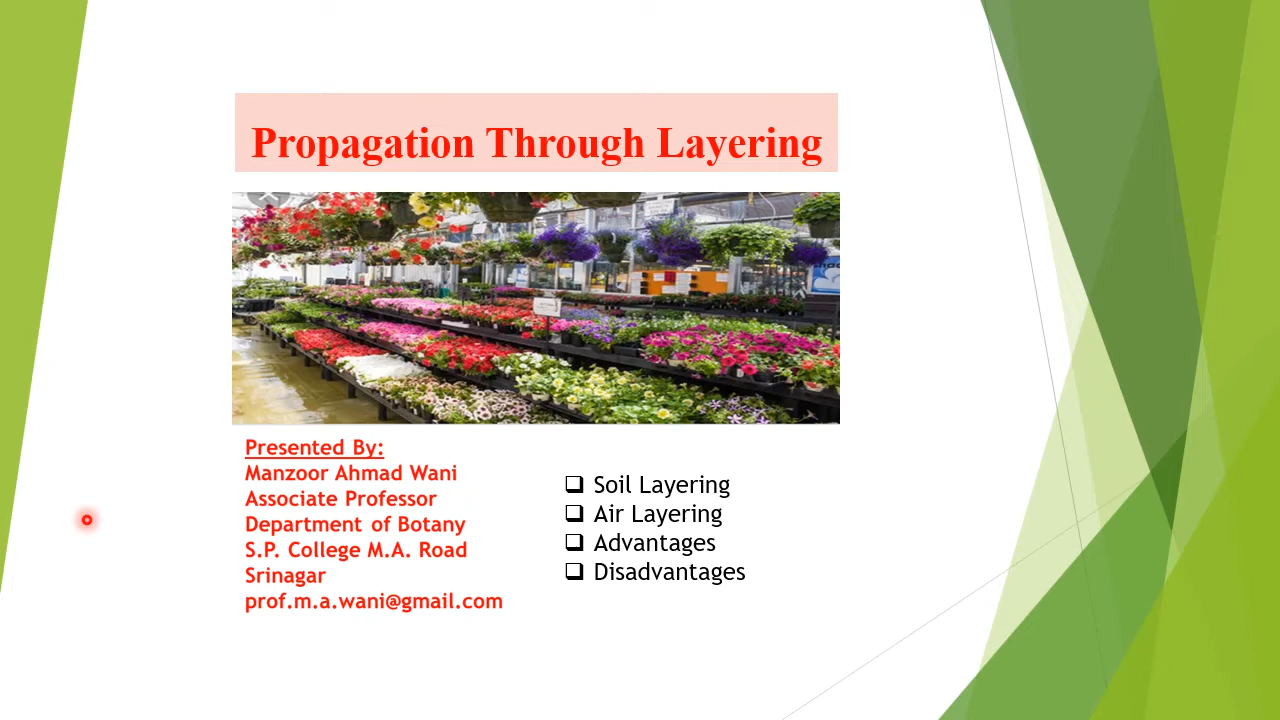 Propagation Through Layering
Presented By:
Manzoor Ahmad Wani
Associate Professor
Department of Botany
S.P. College M.A. Road
Srinagar
prof.m.a.wani@gmail.com
Soil Layering
Air Layering
Advantages
Disadvantages